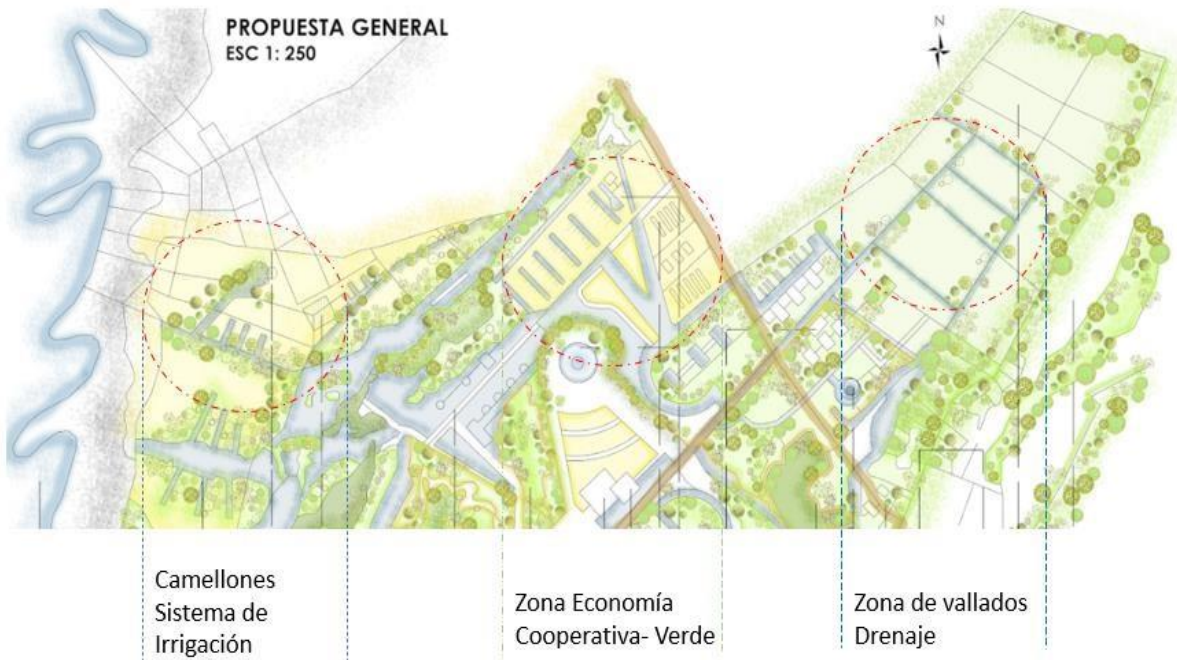 PROPUESTA GENERAL
ESC 1: 250
N
Camellones
Sistema de
Irrigación
Zona Economía
Cooperativa- Verde
Zona de vallados
Drenaje